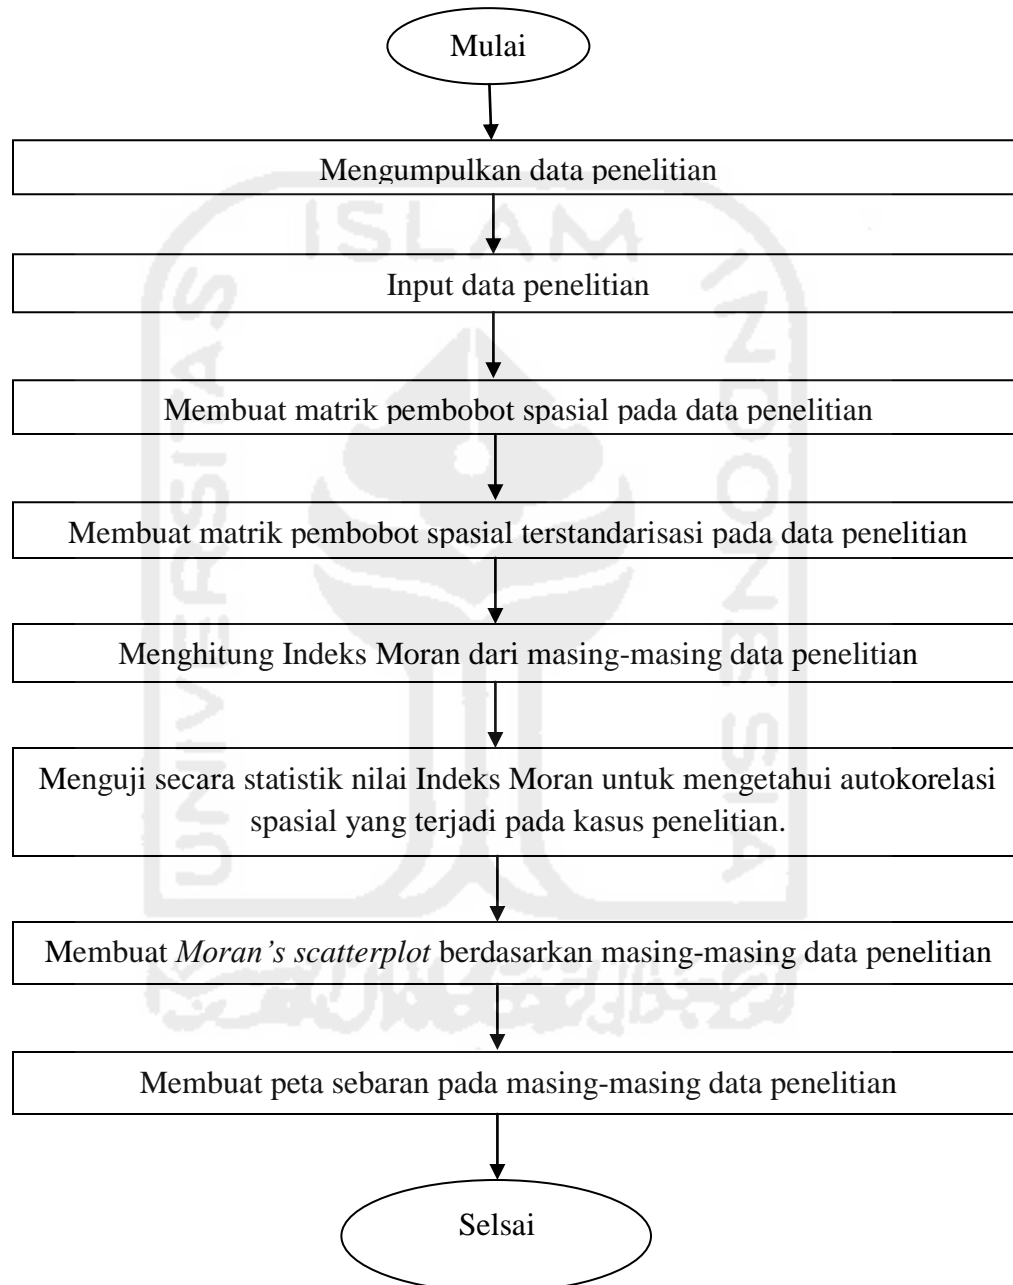 Mulai
Mengumpulkan data penelitian
Input data penelitian
Membuat matrik pembobot spasial pada data penelitian
Membuat matrik pembobot spasial terstandarisasi pada data penelitian
Menghitung Indeks Moran dari masing-masing data penelitian
Menguji secara statistik nilai Indeks Moran untuk mengetahui autokorelasi
spasial yang terjadi pada kasus penelitian.
Membuat Moran’s scatterplot berdasarkan masing-masing data penelitian
Membuat peta sebaran pada masing-masing data penelitian
Selsai
UNIVERSITAS
ISLAM
INDONESSIA